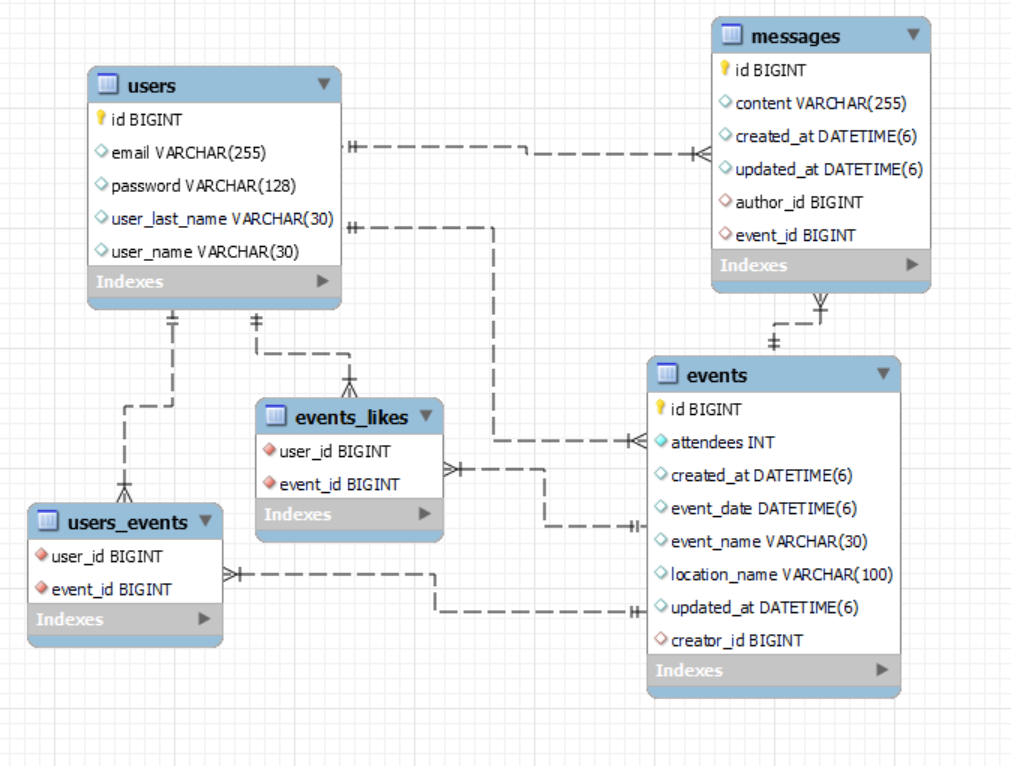 users
id BIGINT
email VARCHAR(255)
password VARCHAR(128)
user_last_name VARCHAR(30)
user_name VARCHAR(30)
Indexes
messages
id BIGINT
content VARCHAR(255)
created_at DATETIME(6)
updated_at DATETIME(6)
author_id BIGINT
event_id BIGINT
Indexes
events_likes
user_id BIGINT
event_id BIGINT
Indexes
users_events
user_id BIGINT
event_id BIGINT
Indexes
events
id BIGINT
attendees INT
created_at DATETIME(6)
event_date DATETIME(6)
event_name VARCHAR(30)
location_name VARCHAR(100)
updated_at DATETIME(6)
creator_id BIGINT
Indexes